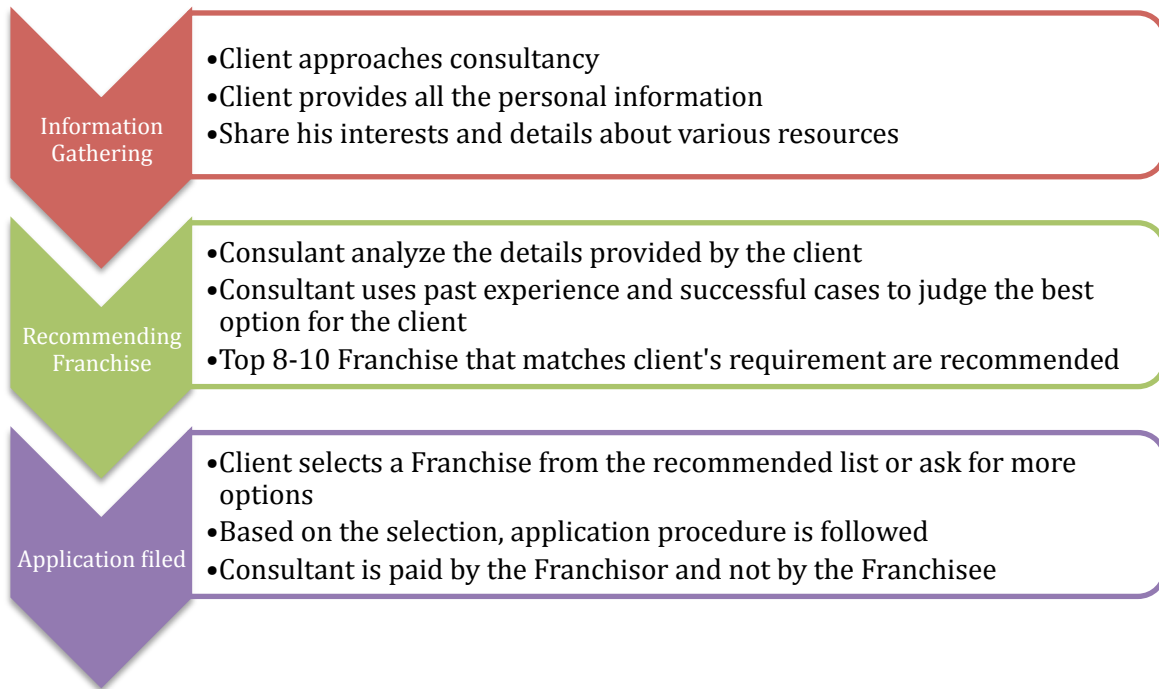 Information
Gathering
•Client approaches consultancy
•Client provides all the personal information
•Share his interests and details about various resources
Recommending
Franchise
•Consulant analyze the details provided by the client
•Consultant uses past experience and successful cases to judge the best
option for the client
•Top 8-10 Franchise that matches client's requirement are recommended
Application filed
•Client selects a Franchise from the recommended list or ask for more
options
•Based on the selection, application procedure is followed
•Consultant is paid by the Franchisor and not by the Franchisee